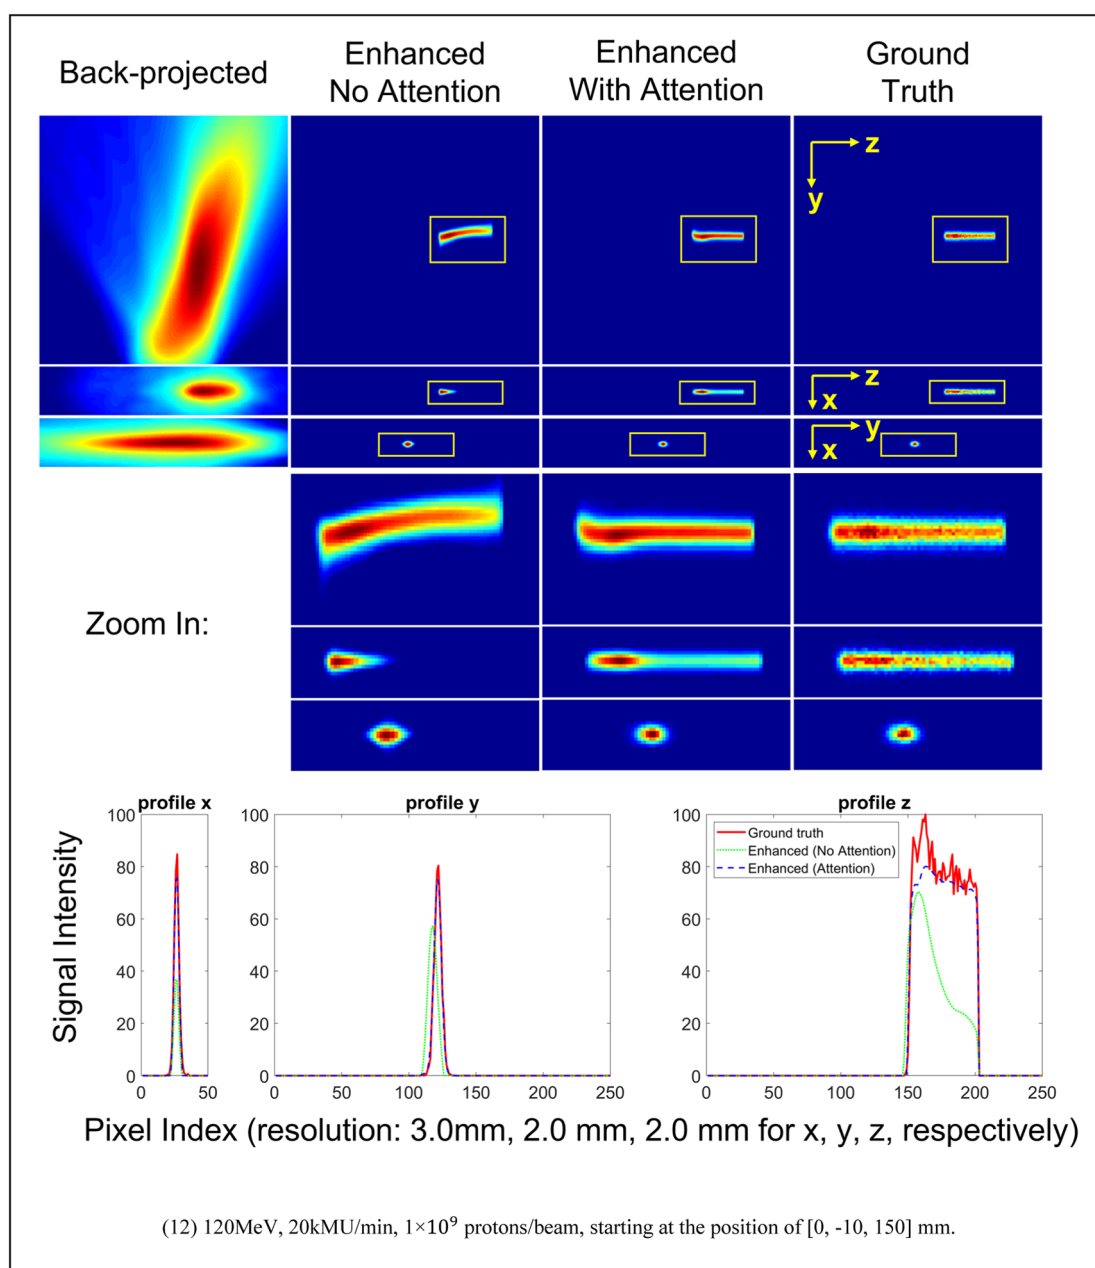 Back-projected
Enhanced
No Attention
Enhanced
With Attention
Ground
Truth
z
y
z
x
y
x
Zoom In:
profile x
profile y
profile z
100
80
60
40
20
0
0
50
100
80
60
40
20
0
0
50
100
150
200
250
100
80
60
40
20
0
0
50
100
150
200
250
Ground truth
Enhanced (No Attention)
Enhanced (Attention)
Signal Intensity
Pixel Index (resolution: 3.0mm, 2.0 mm, 2.0 mm for x, y, z, respectively)
(12) 120MeV, 20kMU/min, 1×10⁹ protons/beam, starting at the position of [0, -10, 150] mm.